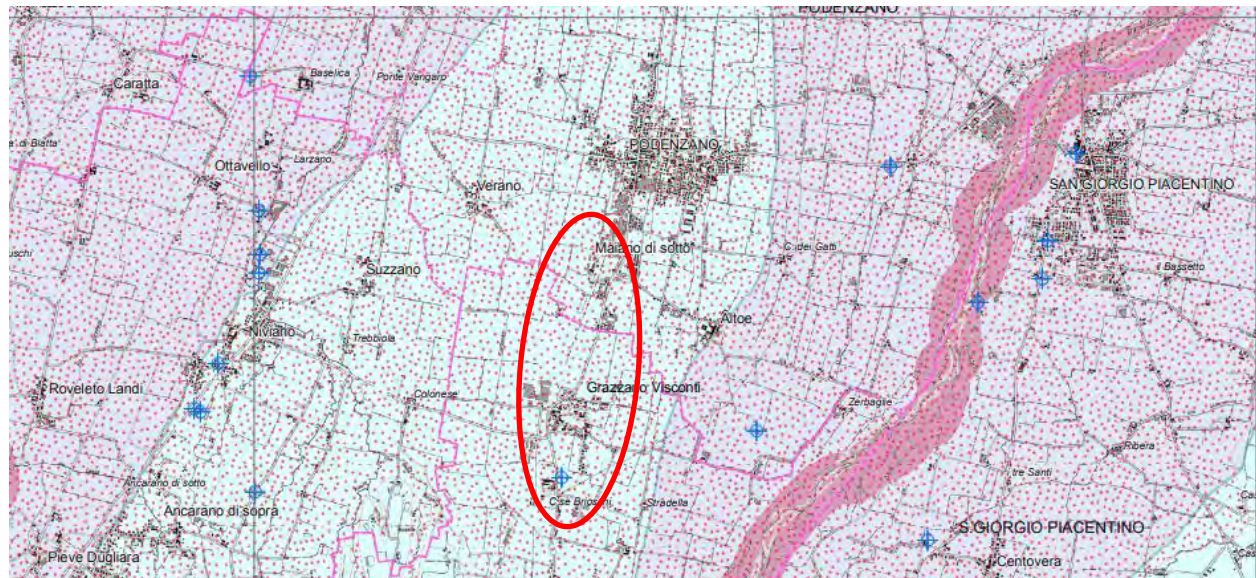 PODENZANO
Caratta
Baselica
Ponte Vangaro
Ottavello
Larzano
PODENZANO
Verano
SAN GIORGIO PIACENTINO
Maiano di sotto
C. dei Gatti
il Bassetto
Suzzano
Altoe
Niviano
Trebbiola
Roveleto Landi
Colonese
Grazzano Visconti
Zerbaglie
Ribera
tre Santi
Ancarano di sotto
Ancarano di sopra
Stradella
S.GIORGIO PIACENTINO
Pieve Dugliara
Centovera